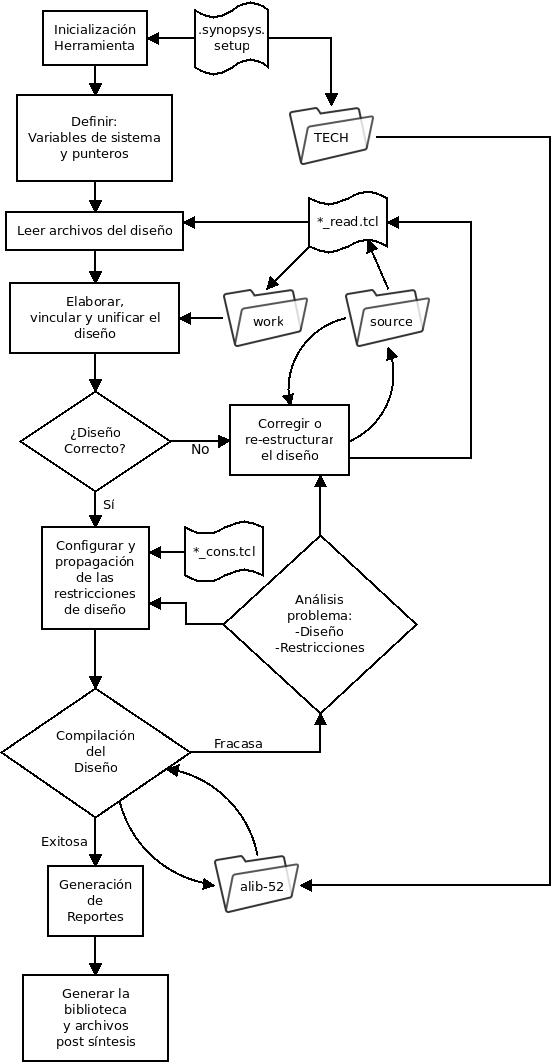 Inicialización
Herramienta
.synopsys.
setup
TECH
Definir:
Variables de sistema
y punteros
Leer archivos del diseño
*_read.tcl
Elaborar,
vincular y unificar el
diseño
work
source
¿Diseño
Correcto?
No
Corregir o
re-estructurar
el diseño
Sí
Configurar y
propagación
de las
restricciones
de diseño
*_cons.tcl
Análisis
problema:
-Diseño
-Restricciones
Compilación
del
Diseño
Fracasa
Exitosa
Generación
de
Reportes
alib-52
Generar la
biblioteca
y archivos
post síntesis